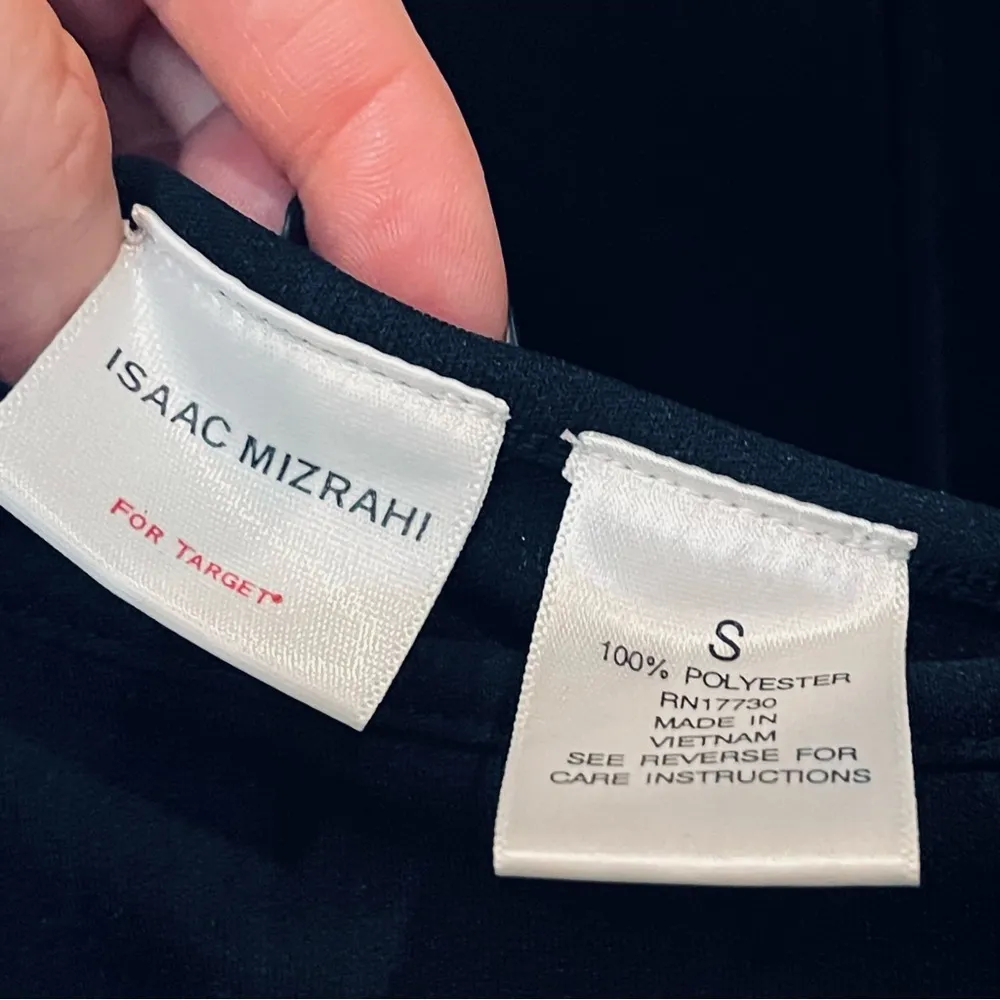 ISAAC MIZRAHI
FOR TARGET
S
100% POLYESTER
RN17730
MADE IN
VIETNAM
SEE REVERSE FOR
CARE INSTRUCTIONS